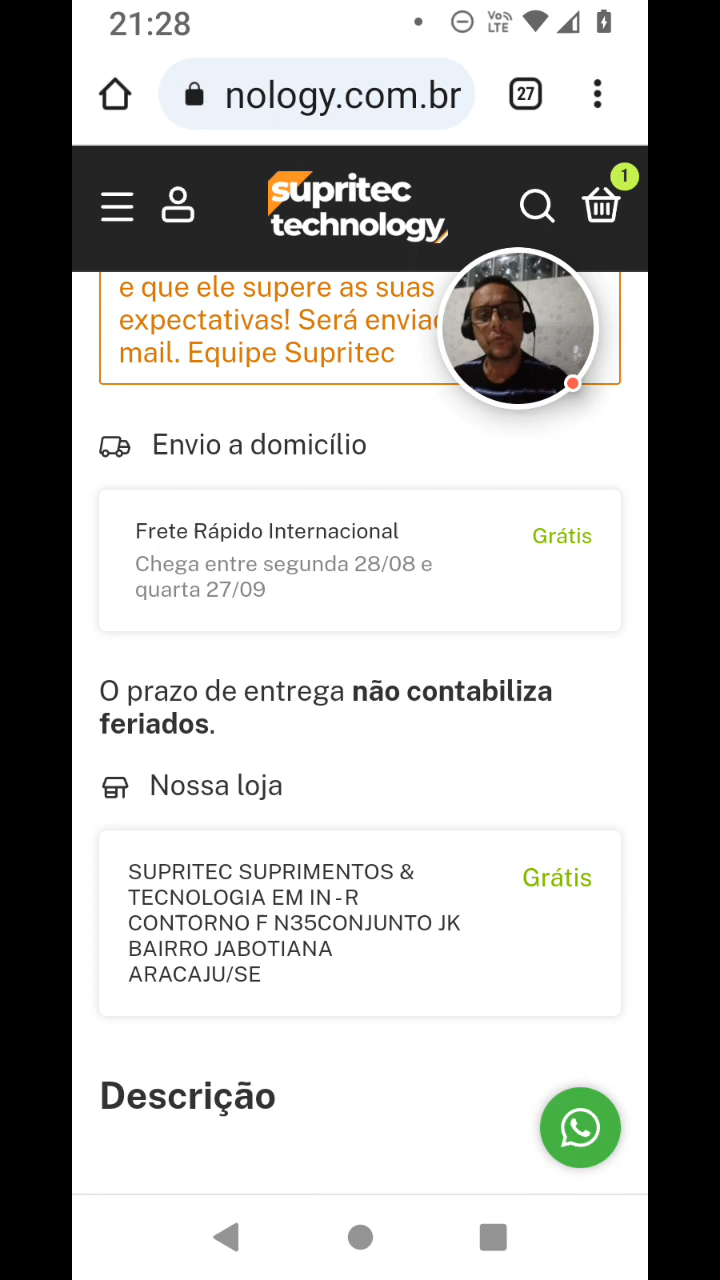 21:28
Vo LTE
nology.com.br
27
1
supritec
technology
e que ele supere as suas
expectativas! Será
mail. Equipe Supritec
Envio a domicílio
Frete Rápido Internacional
Grátis
Chega entre segunda 28/08 e
quarta 27/09
O prazo de entrega não contabiliza
feriados.
Nossa loja
SUPRITEC SUPRIMENTOS &
Grátis
TECNOLOGIA EM IN - R
CONTORNO F N35CONJUNTO JK
BAIRRO JABOTIANA
ARACAJU/SE
Descrição